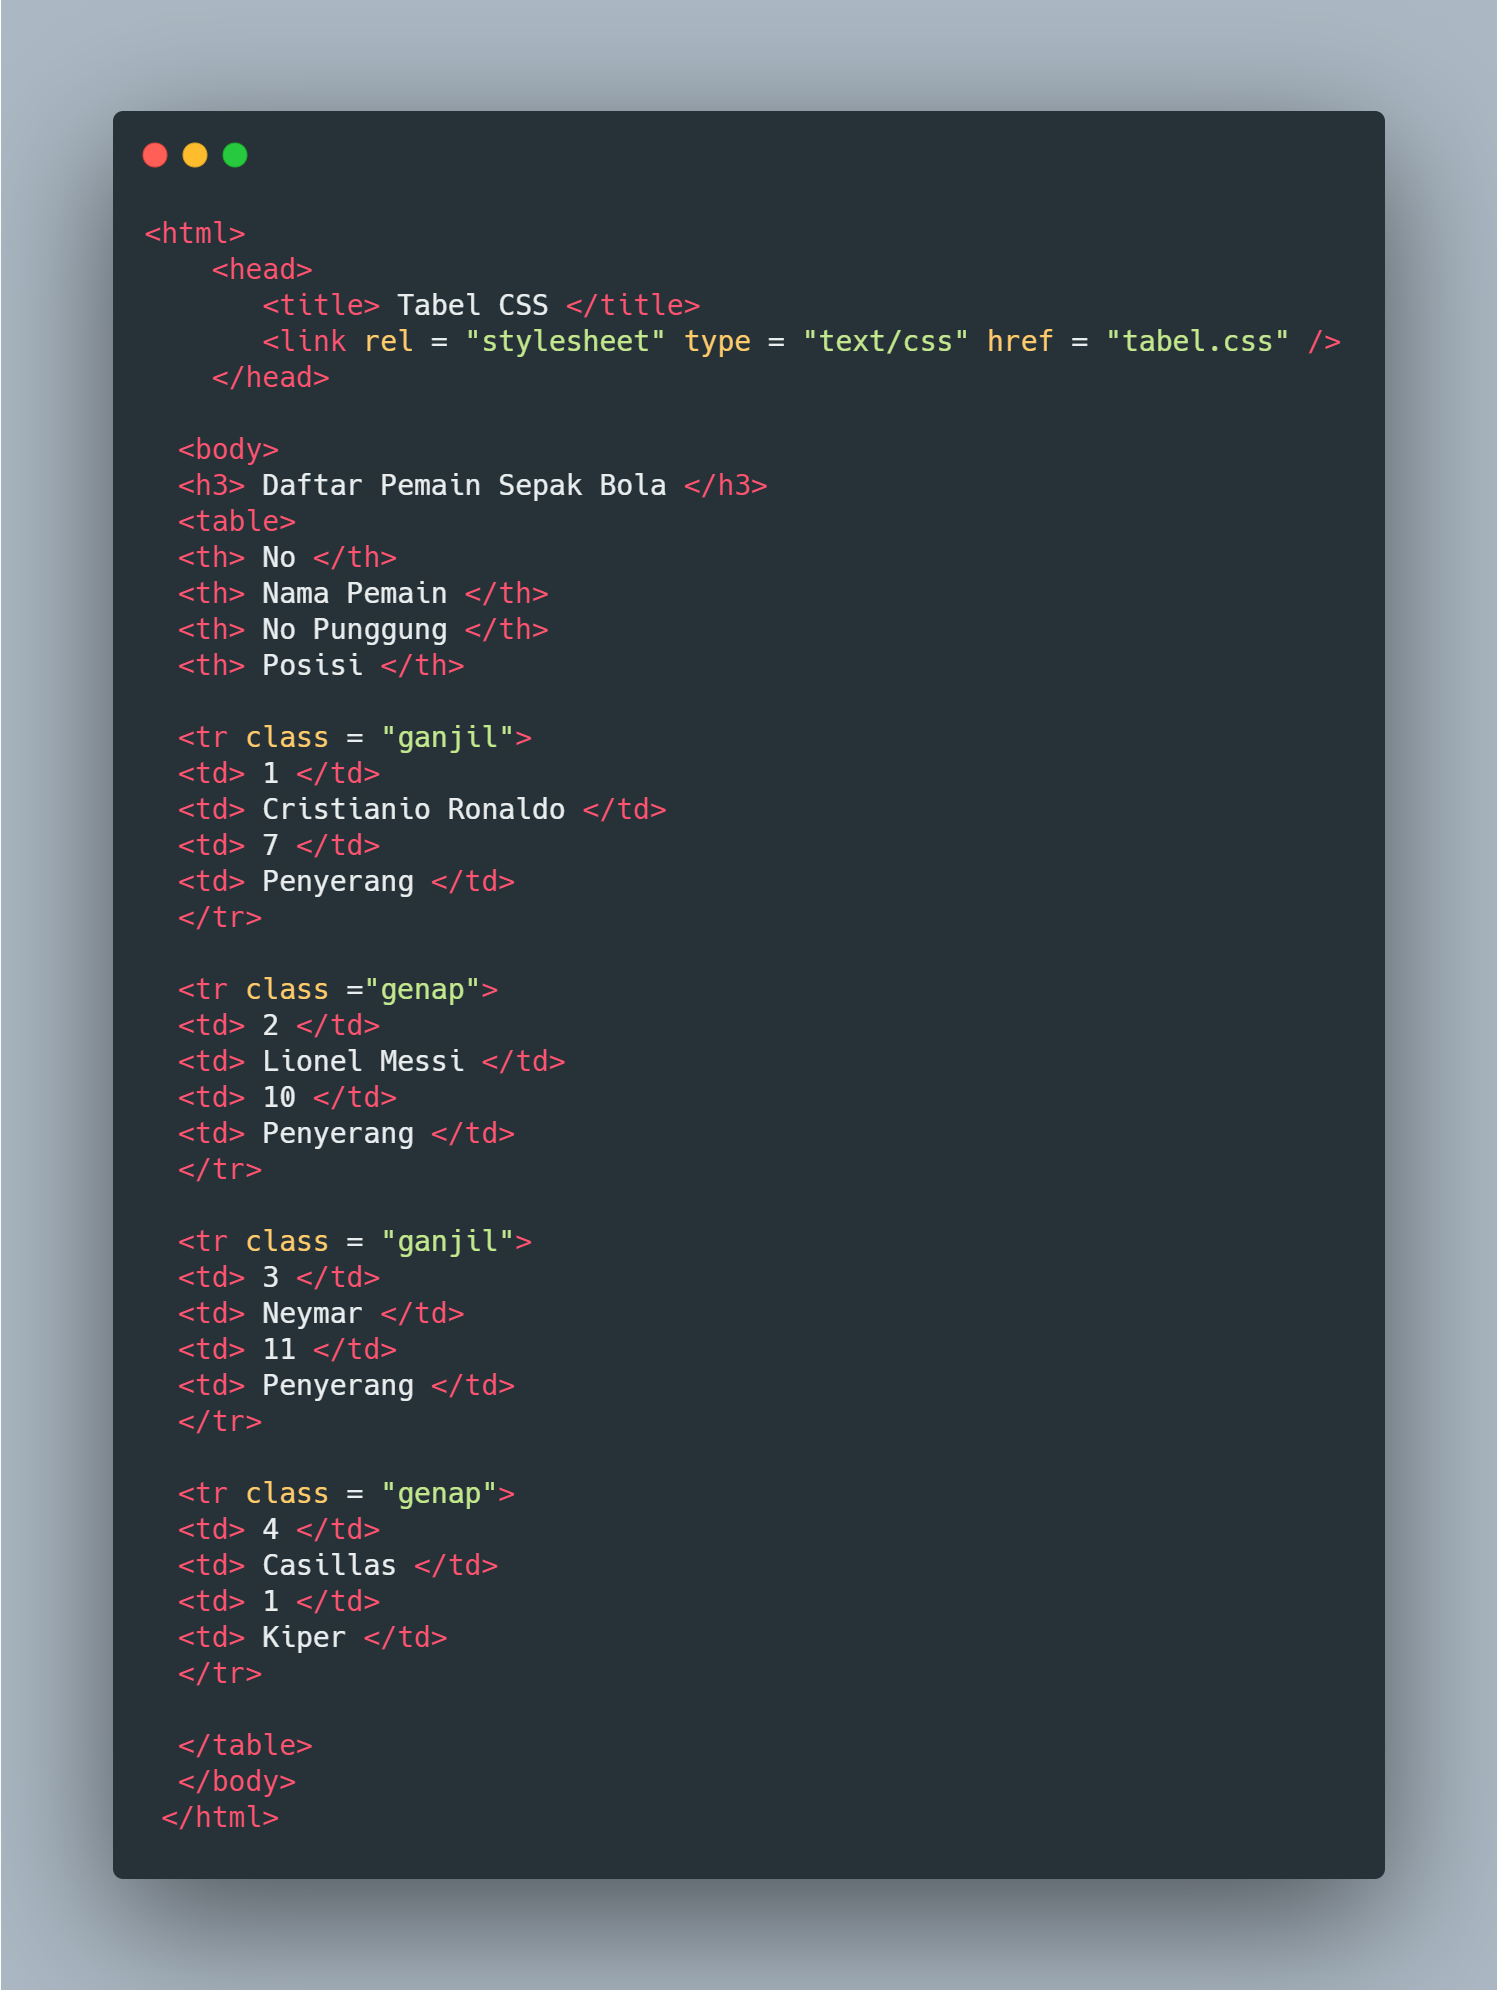 <html>
<head>
<title> Tabel CSS </title>
<link rel = "stylesheet" type = "text/css" href = "tabel.css" />
</head>
<body>
<h3> Daftar Pemain Sepak Bola </h3>
<table>
<th> No </th>
<th> Nama Pemain </th>
<th> No Punggung </th>
<th> Posisi </th>
<tr class = "ganjil">
<td> 1 </td>
<td> Cristianio Ronaldo </td>
<td> 7 </td>
<td> Penyerang </td>
</tr>
<tr class ="genap">
<td> 2 </td>
<td> Lionel Messi </td>
<td> 10 </td>
<td> Penyerang </td>
</tr>
<tr class = "ganjil">
<td> 3 </td>
<td> Neymar </td>
<td> 11 </td>
<td> Penyerang </td>
</tr>
<tr class = "genap">
<td> 4 </td>
<td> Casillas </td>
<td> 1 </td>
<td> Kiper </td>
</tr>
</table>
</body>
</html>